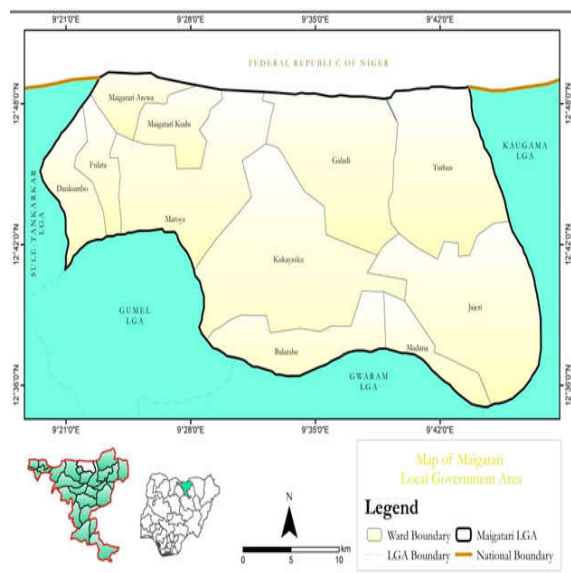 9°21'0"E 9°28'0"E 9°35'0"E 9°42'0"E
FEDERAL REPUBLIC OF NIGER
12°48'0"N 12°48'0"N
Maigatari Arewa
Maigatari Kudu
KAUGAMA
LGA
Galadi
Turbus
Fulata
Dankumbo
Matoya
SULE-TANKARKAR
LGA
12°42'0"N 12°42'0"N
Kukayasku
GUMEL
LGA
Jajeri
Balarabe
Madana
GWARAM
LGA
12°36'0"N 12°36'0"N
9°21'0"E 9°28'0"E 9°35'0"E 9°42'0"E
Map of Maigatari
Local Government Area
N
Legend
Ward Boundary Maigatari LGA
LGA Boundary National Boundary
km
0 5 10